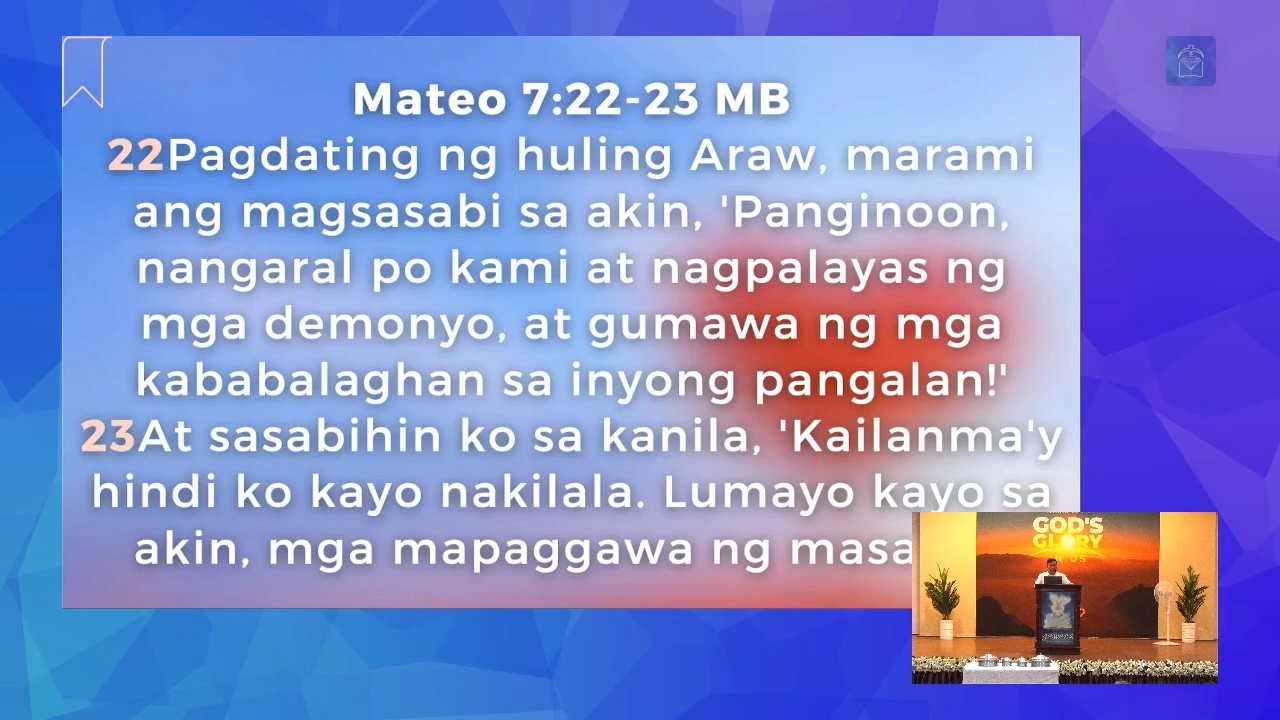 Mateo 7:22-23 MB
22Pagdating ng huling Araw, marami
ang magsasabi sa akin, 'Panginoon,
nangaral po kami at nagpalayas ng
mga demonyo, at gumawa ng mga
kababalaghan sa inyong pangalan!'
23At sasabihin ko sa kanila, 'Kailanma'y
hindi ko kayo nakilala. Lumayo kayo sa
akin, mga mapaggawa ng
GOD'S
GLORY
IN US